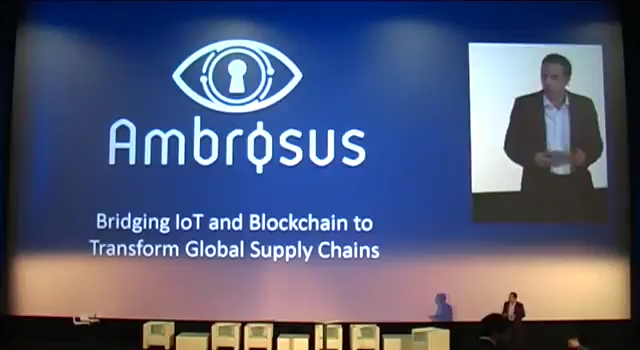 Ambrosus
Bridging IoT and Blockchain to
Transform Global Supply Chains